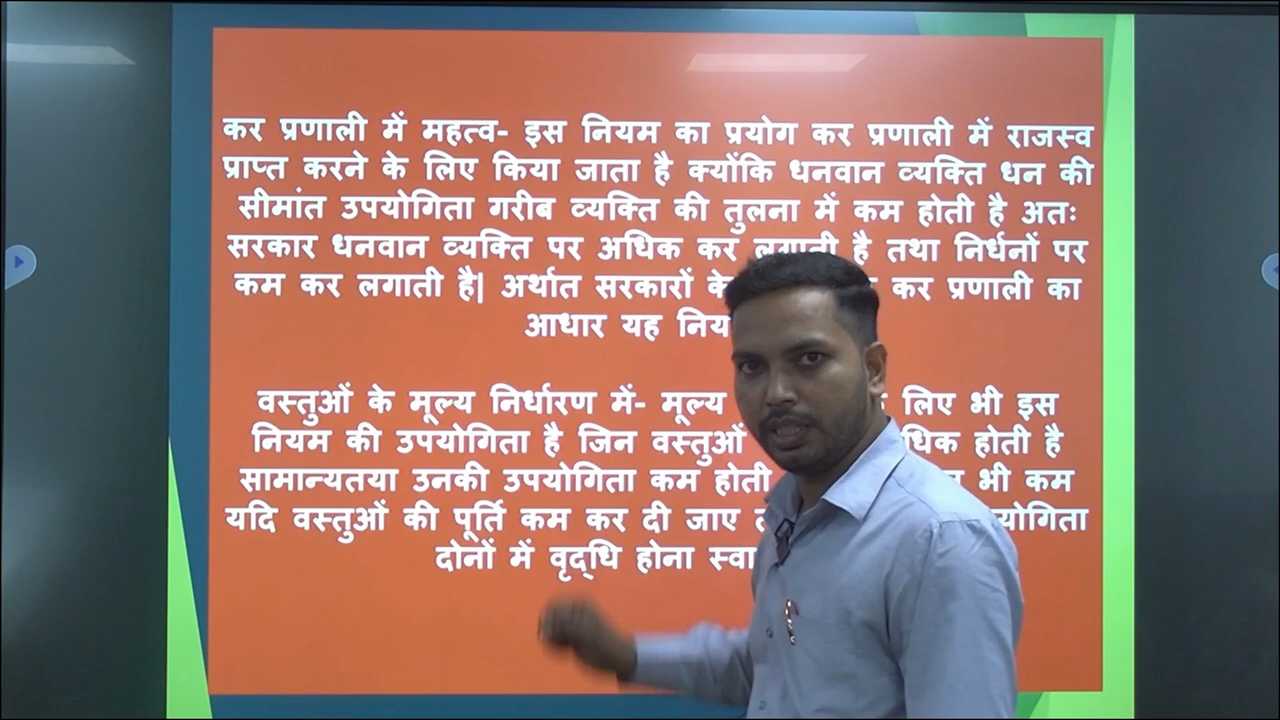 कर प्रणाली में महत्व- इस नियम का प्रयोग कर प्रणाली में राजस्व
प्राप्त करने के लिए किया जाता है क्योंकि धनवान व्यक्ति धन की
सीमांत उपयोगिता गरीब व्यक्ति की तुलना में कम होती है अतः
सरकार धनवान व्यक्ति पर अधिक कर लगाती है तथा निर्धनों पर
कम कर लगाती है| अर्थात सरकारों के कर प्रणाली का
आधार यह
वस्तुओं के मूल्य निर्धारण में- मूल्य लिए भी इस
नियम की उपयोगिता है जिन वस्तुओं होती है
सामान्यतया उनकी उपयोगिता कम होती भी कम
यदि वस्तुओं की पूर्ति कम कर दी जाए
दोनों में वृद्धि होना